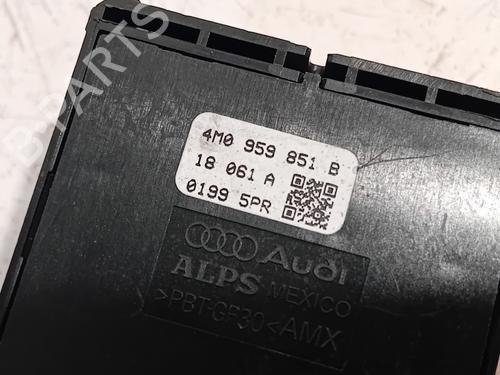 B-PARTS
4M0 959 851 B
18 061 A
0199 5PR
Audi
ALPS MEXICO
>PBT-GF30< AMX